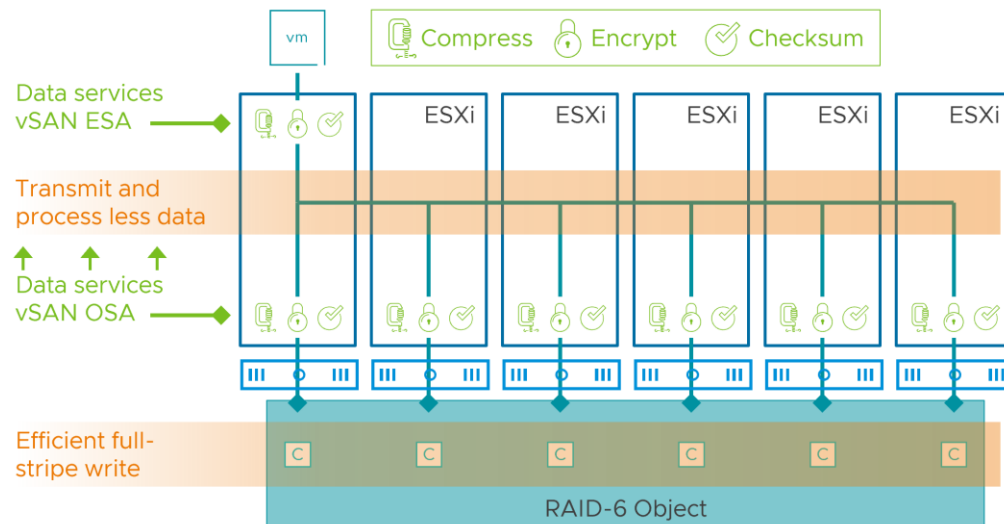 vm
Compress
Encrypt
Checksum
Data services
vSAN ESA
ESXi
ESXi
ESXi
ESXi
ESXi
Transmit and
process less data
Data services
vSAN OSA
Efficient full-
stripe write
C
C
C
C
C
C
RAID-6 Object